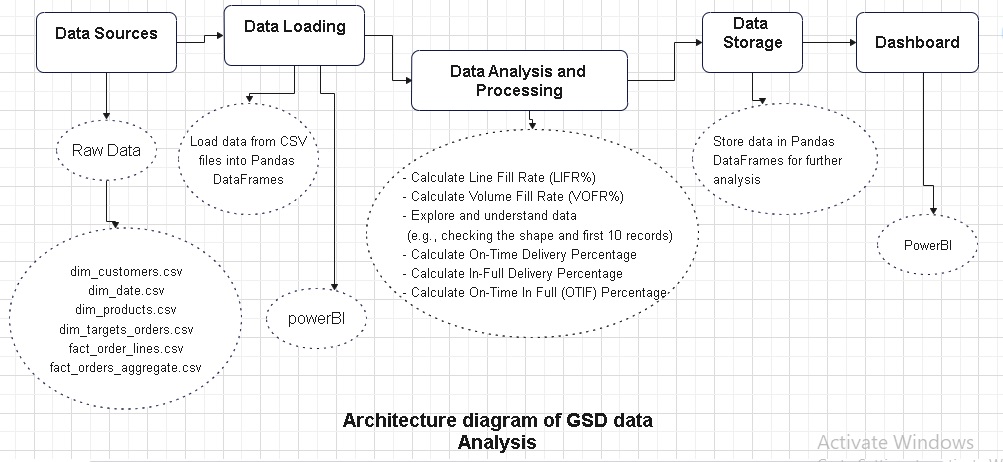 Data Sources
Data Loading
Data Analysis and
Processing
Data
Storage
Dashboard
Raw Data
Load data from CSV
files into Pandas
DataFrames
- Calculate Line Fill Rate (LIFR%)
- Calculate Volume Fill Rate (VOFR%)
- Explore and understand data
(e.g., checking the shape and first 10 records)
- Calculate On-Time Delivery Percentage
- Calculate In-Full Delivery Percentage
- Calculate On-Time In Full (OTIF) Percentage
Store data in Pandas
DataFrames for further
analysis
PowerBI
dim_customers.csv
dim_date.csv
dim_products.csv
dim_targets_orders.csv
fact_order_lines.csv
fact_orders_aggregate.csv
powerBI
Architecture diagram of GSD data
Analysis
Activate Windows